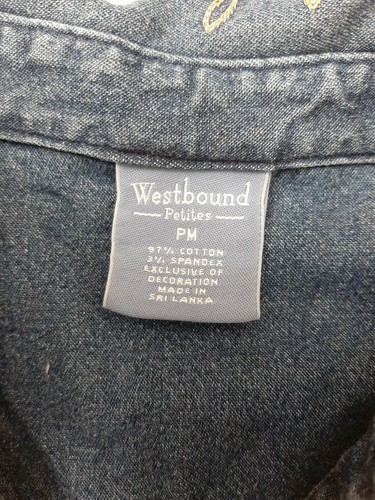 Westbound
Petites
PM
97% COTTON
3% SPANDEX
EXCLUSIVE OF
DECORATION
MADE IN
SRI LANKA